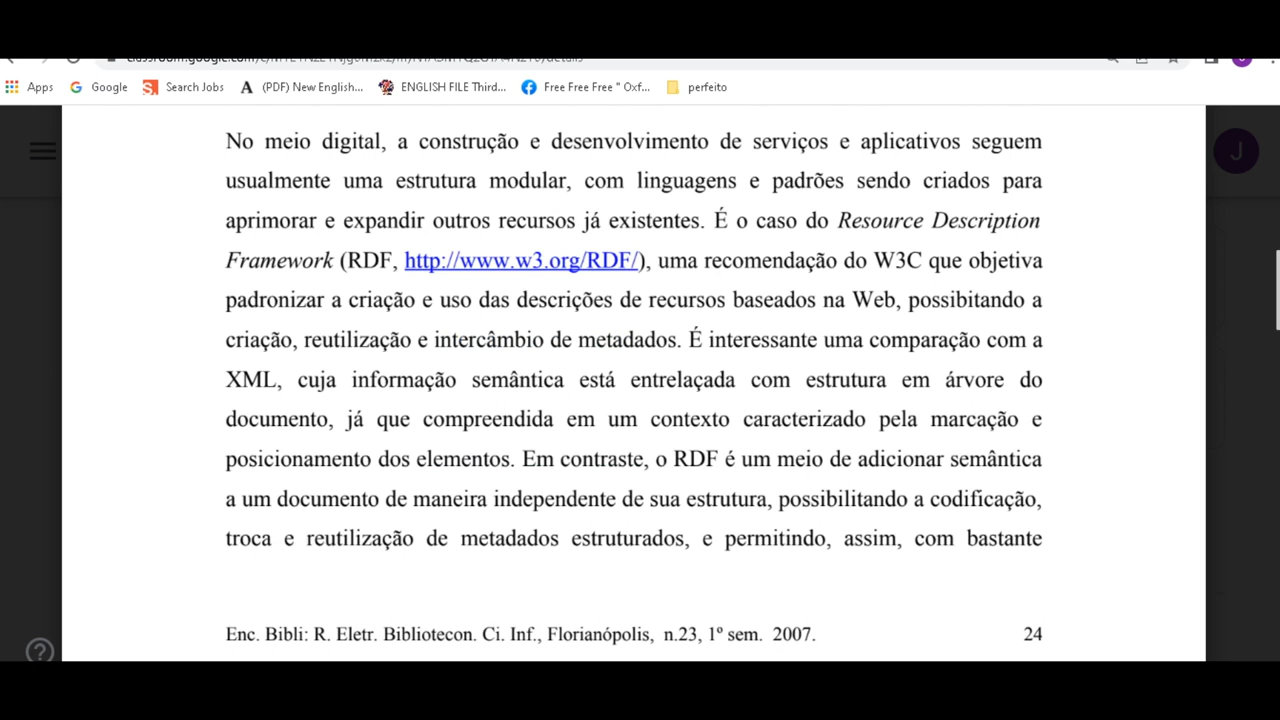 Apps Google Search Jobs (PDF) New English... ENGLISH FILE Third... Free Free Free " Oxf... perfeito
J
No meio digital, a construção e desenvolvimento de serviços e aplicativos seguem
usualmente uma estrutura modular, com linguagens e padrões sendo criados para
aprimorar e expandir outros recursos já existentes. É o caso do Resource Description
Framework (RDF, http://www.w3.org/RDF/), uma recomendação do W3C que objetiva
padronizar a criação e uso das descrições de recursos baseados na Web, possibitando a
criação, reutilização e intercâmbio de metadados. É interessante uma comparação com a
XML, cuja informação semântica está entrelaçada com estrutura em árvore do
documento, já que compreendida em um contexto caracterizado pela marcação e
posicionamento dos elementos. Em contraste, o RDF é um meio de adicionar semântica
a um documento de maneira independente de sua estrutura, possibilitando a codificação,
troca e reutilização de metadados estruturados, e permitindo, assim, com bastante
Enc. Bibli: R. Eletr. Bibliotecon. Ci. Inf., Florianópolis, n.23, 1º sem. 2007. 24